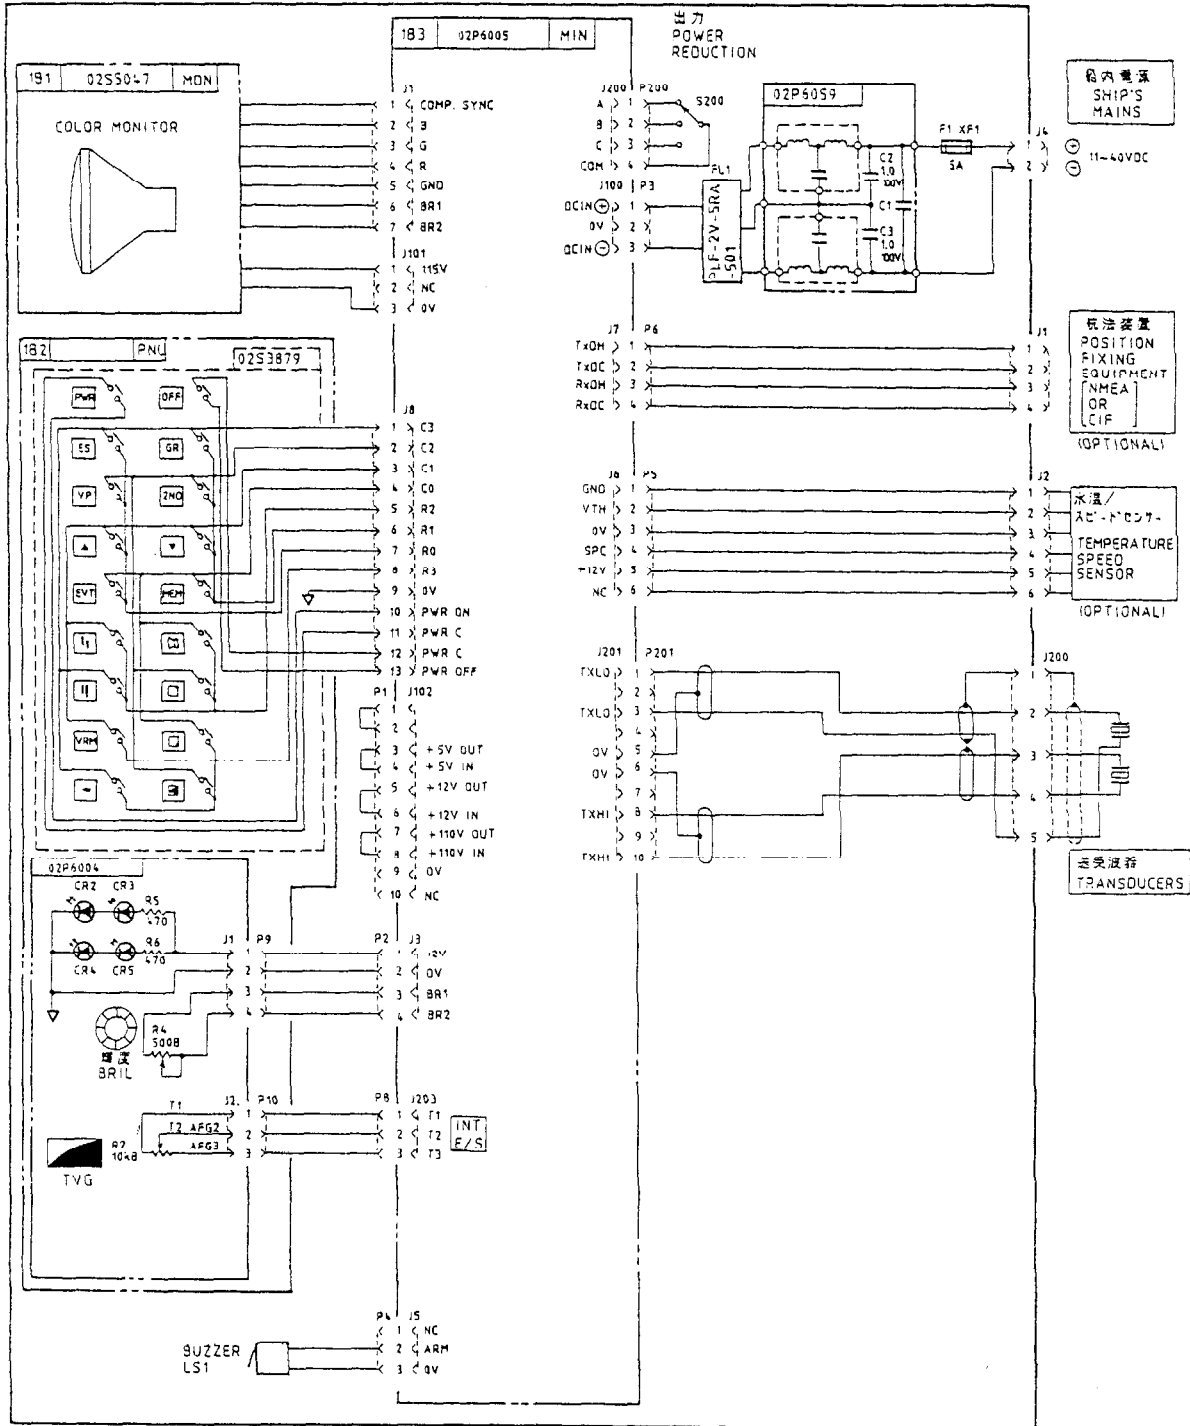 出力
POWER
REDUCTION
1B3 02P6005 MIN
1B1 02S5047 MON
COLOR MONITOR
J1
1 COMP. SYNC
2 B
3 G
4 R
5 GND
6 BR1
7 BR2
J101
1 115V
2 NC
3 0V
J200 P200
A 1
B 2
C 3
COM 4
S200
J100 P3
DCIN⊕ 1
0V 2
DCIN⊖ 3
FL1
PLF-2V-5RA
-501
02P6059
C2
1.0
100V
C1
C3
1.0
100V
F1 XF1
5A
J4
1 ⊕
2 ⊖
11~40VDC
船内電源
SHIP'S
MAINS
J7 P6
TxDH 1
TxDC 2
RxDH 3
RxDC 4
J1
1
2
3
4
航法装置
POSITION
FIXING
EQUIPMENT
[NMEA
OR
CIF]
(OPTIONAL)
1B2 PNL
02S3879
PWR OFF
ES GR
VP 2ND
▲ ▼
EVT MEM
VRM
J8
1 C3
2 C2
3 C1
4 C0
5 R2
6 R1
7 R0
8 R3
9 0V
10 PWR ON
11 PWR C
12 PWR C
13 PWR OFF
J6 P5
GND 1
VTH 2
0V 3
SPC 4
+12V 5
NC 6
J2
1
2
3
4
5
6
水温/
スピードセンサー
TEMPERATURE
SPEED
SENSOR
(OPTIONAL)
P1 J102
1
2
3 +5V OUT
4 +5V IN
5 +12V OUT
6 +12V IN
7 +110V OUT
8 +110V IN
9 0V
10 NC
J201 P201
TXLO 1
2
TXLO 3
4
0V 5
0V 6
7
TXHI 8
9
TXHI 10
J200
1
2
3
4
5
送受波器
TRANSDUCERS
02P6004
CR2 CR3
R5
470
R6
470
CR4 CR5
J1 P9
1
2
3
4
P2 J3
1 12V
2 0V
3 BR1
4 BR2
R4
500B
輝度
BRIL
J2 P10
T1 1
T2 AFG2 2
AFG3 3
R7
10kB
TVG
P8 J203
1 T1
2 T2
3 T3
INT
E/S
P4 J5
1 NC
2 ARM
3 0V
BUZZER
LS1